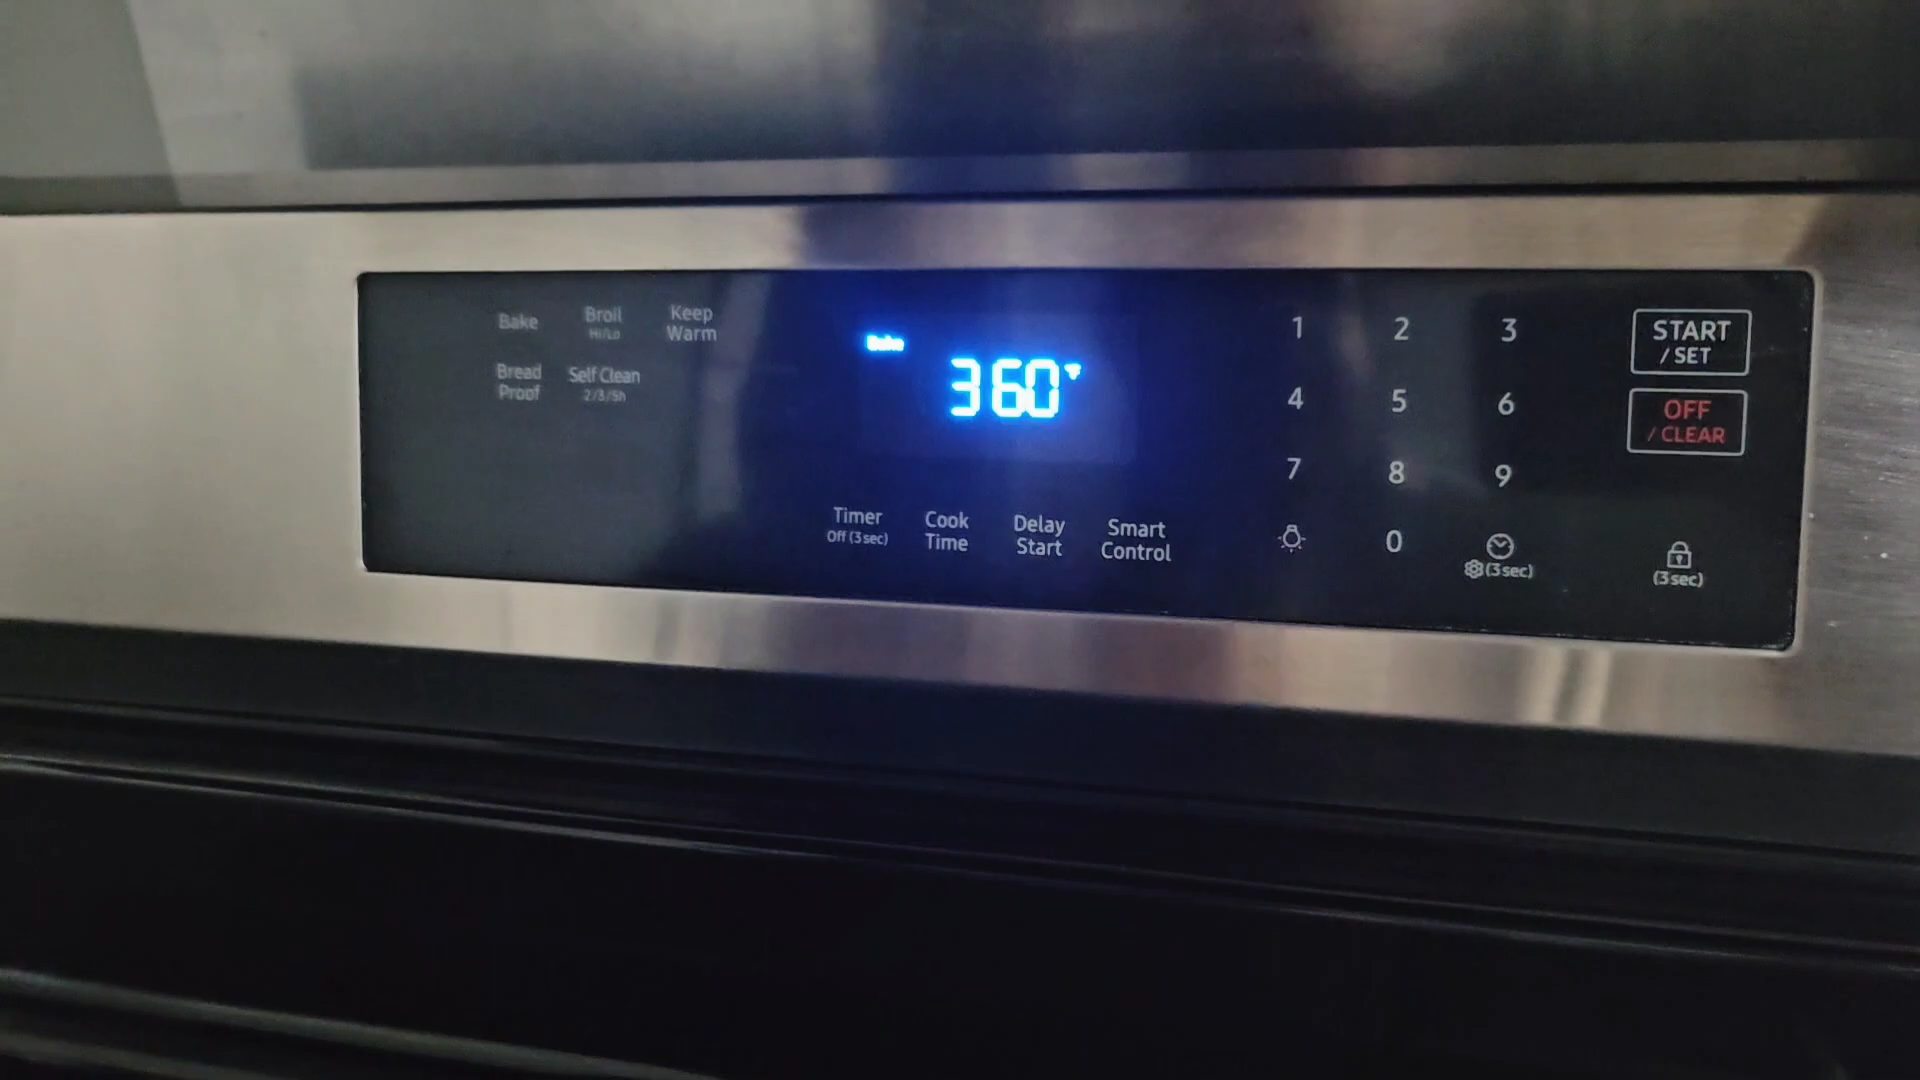 Bake
Broil
Hi/Lo
Keep
Warm
Bread
Proof
Self Clean
2/3/5h
Bake
360°F
Timer
Off (3 sec)
Cook
Time
Delay
Start
Smart
Control
1 2 3
4 5 6
7 8 9
0
(3 sec)
START
/ SET
OFF
/ CLEAR
(3 sec)